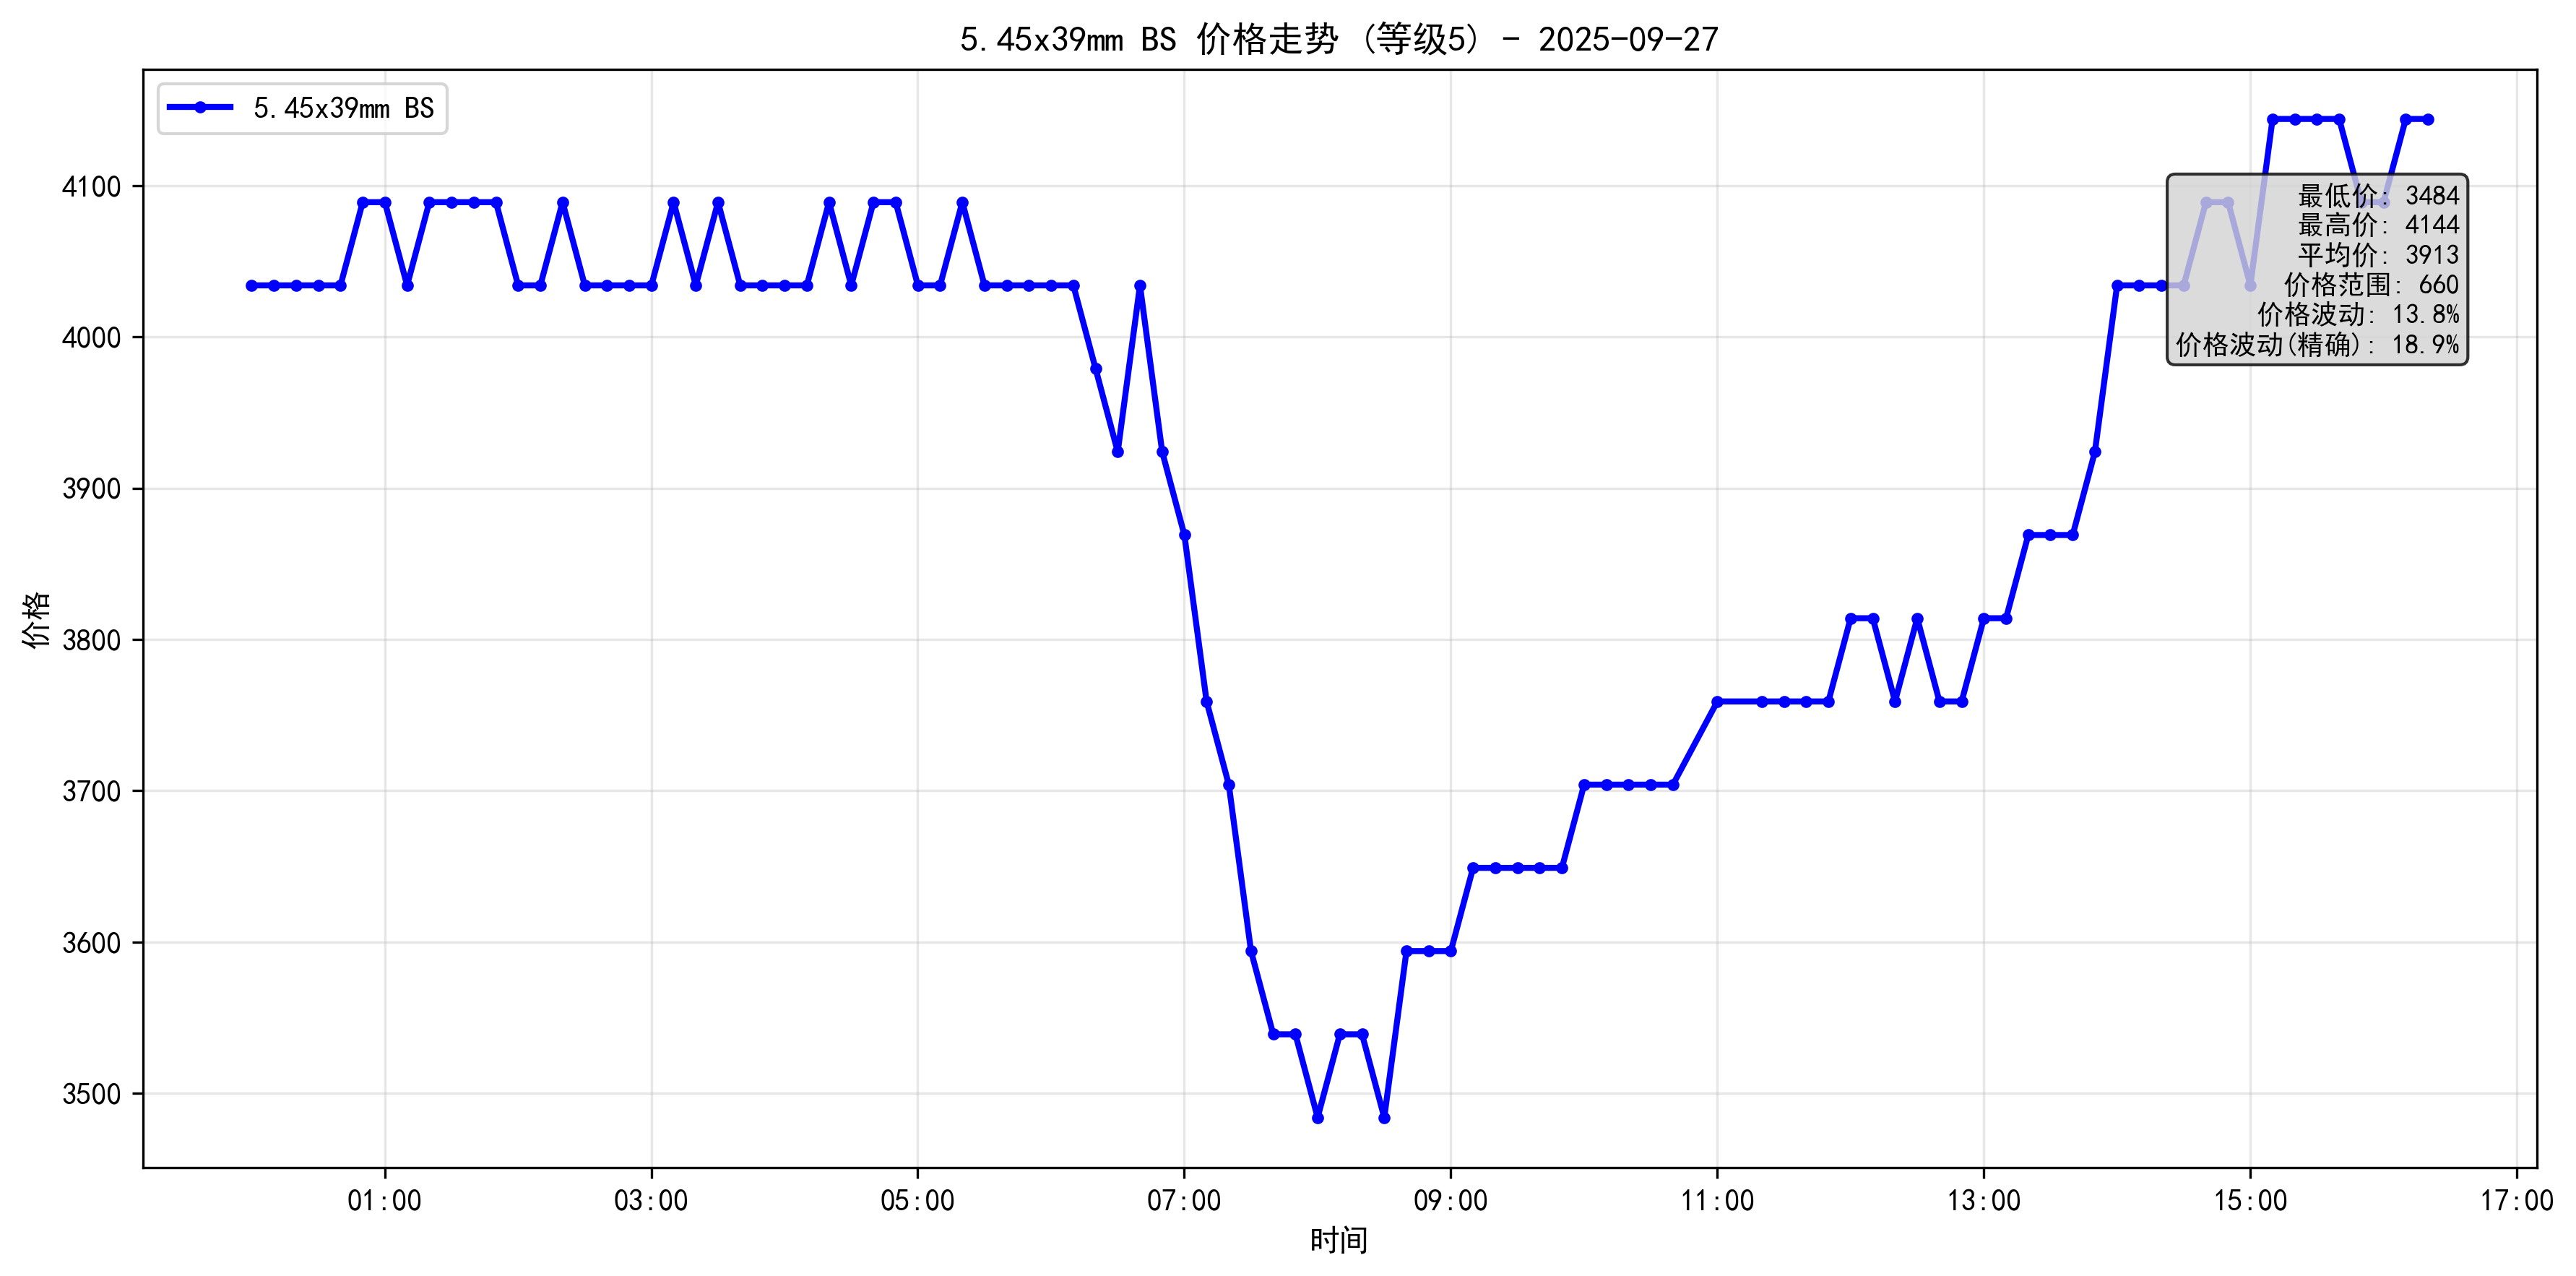 5.45x39mm BS 价格走势 (等级5) - 2025-09-27
5.45x39mm BS
最低价: 3484
最高价: 4144
平均价: 3913
价格范围: 660
价格波动: 13.8%
价格波动(精确): 18.9%
价格
4100
4000
3900
3800
3700
3600
3500
01:00 03:00 05:00 07:00 09:00 11:00 13:00 15:00 17:00
时间